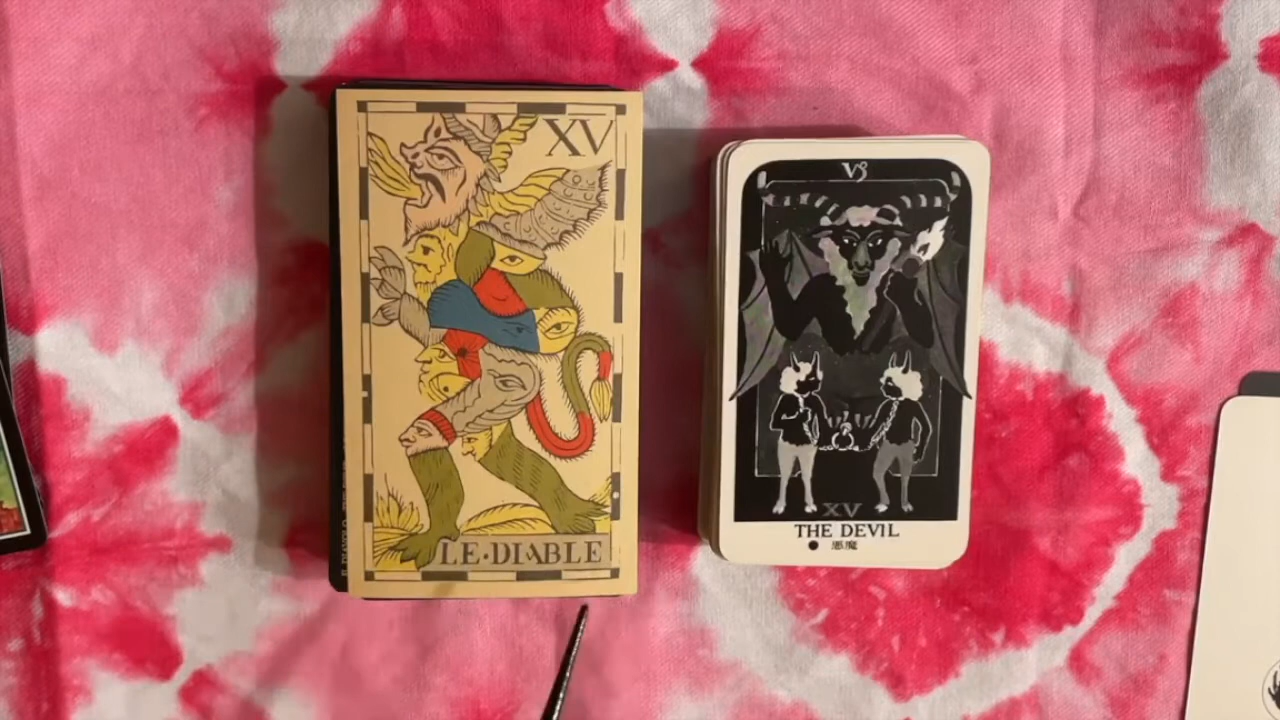 XV
LE·DIABLE
XV
THE DEVIL
悪魔